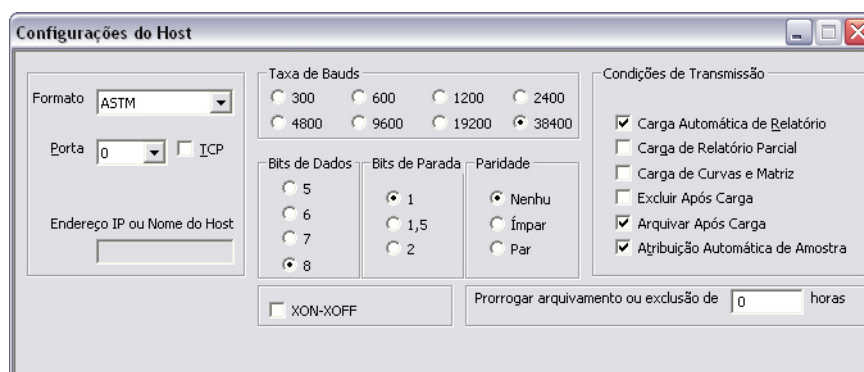 Configurações do Host
Formato
ASTM
Porta
0
TCP
Endereço IP ou Nome do Host
Taxa de Bauds
300
600
1200
2400
4800
9600
19200
38400
Bits de Dados
5
6
7
8
Bits de Parada
1
1,5
2
Paridade
Nenhu
Ímpar
Par
Condições de Transmissão
Carga Automática de Relatório
Carga de Relatório Parcial
Carga de Curvas e Matriz
Excluir Após Carga
Arquivar Após Carga
Atribuição Automática de Amostra
XON-XOFF
Prorrogar arquivamento ou exclusão de 0 horas